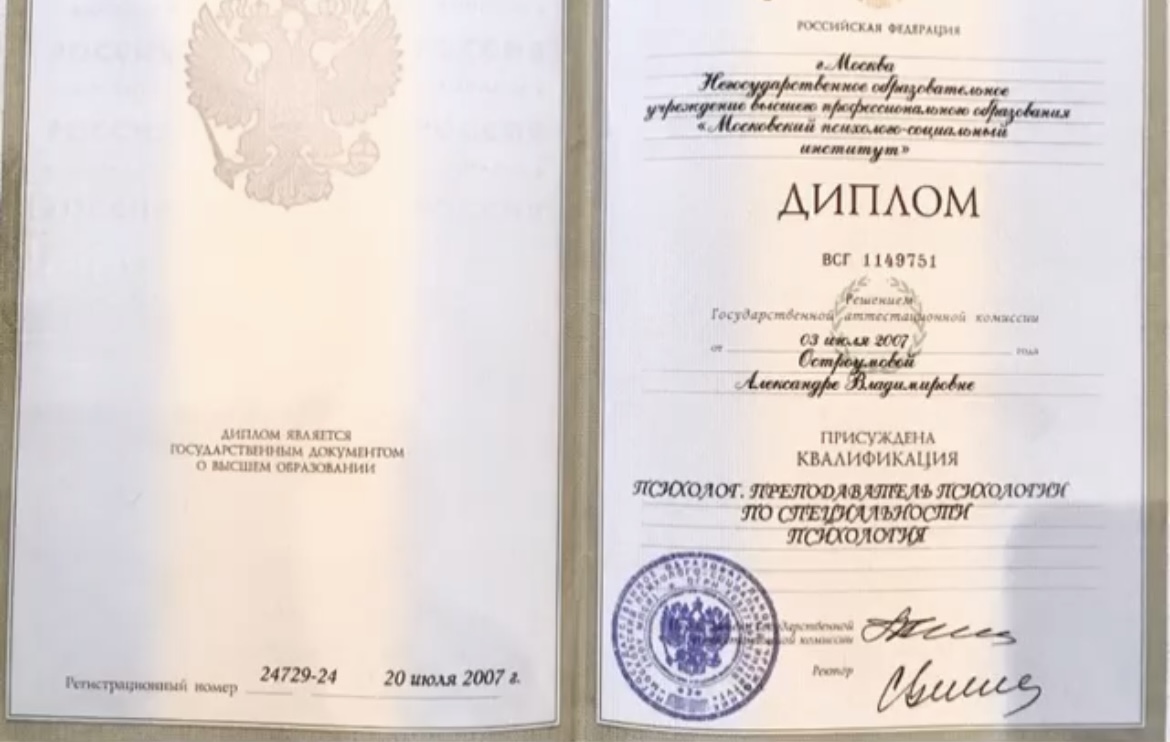 ДИПЛОМ ЯВЛЯЕТСЯ
ГОСУДАРСТВЕННЫМ ДОКУМЕНТОМ
О ВЫСШЕМ ОБРАЗОВАНИИ
Регистрационный номер 24729-24 20 июля 2007 г.
РОССИЙСКАЯ ФЕДЕРАЦИЯ
г.Москва
Негосударственное образовательное
учреждение высшего профессионального образования
«Московский психолого-социальный
институт»
ДИПЛОМ
ВСГ 1149751
Решением
Государственной аттестационной комиссии
от 03 июля 2007 года
Остроумовой
Александре Владимировне
ПРИСУЖДЕНА
КВАЛИФИКАЦИЯ
ПСИХОЛОГ. ПРЕПОДАВАТЕЛЬ ПСИХОЛОГИИ
ПО СПЕЦИАЛЬНОСТИ
ПСИХОЛОГИЯ
комиссии
Ректор